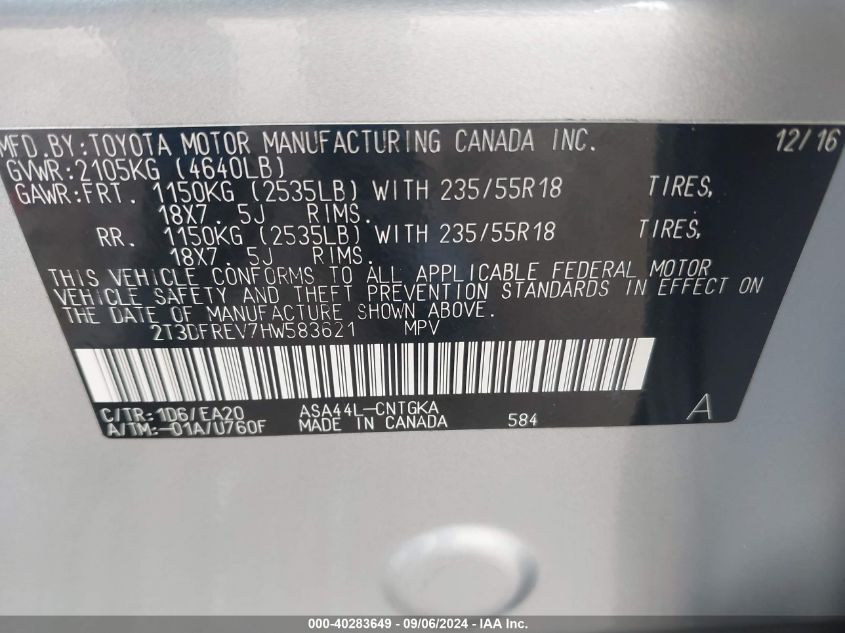 MFD.BY:TOYOTA MOTOR MANUFACTURING CANADA INC. 12/16
GVWR:2105KG (4640LB)
GAWR:FRT. 1150KG (2535LB) WITH 235/55R18 TIRES,
18X7.5J RIMS.
RR. 1150KG (2535LB) WITH 235/55R18 TIRES,
18X7.5J RIMS.
THIS VEHICLE CONFORMS TO ALL APPLICABLE FEDERAL MOTOR
VEHICLE SAFETY AND THEFT PREVENTION STANDARDS IN EFFECT ON
THE DATE OF MANUFACTURE SHOWN ABOVE.
2T3DFREV7HW583621 MPV
C/TR:1D6/EA20 ASA44L-CNTGKA A
A/TM:-01A/U760F MADE IN CANADA 584
000-40283649 - 09/06/2024 - IAA Inc.